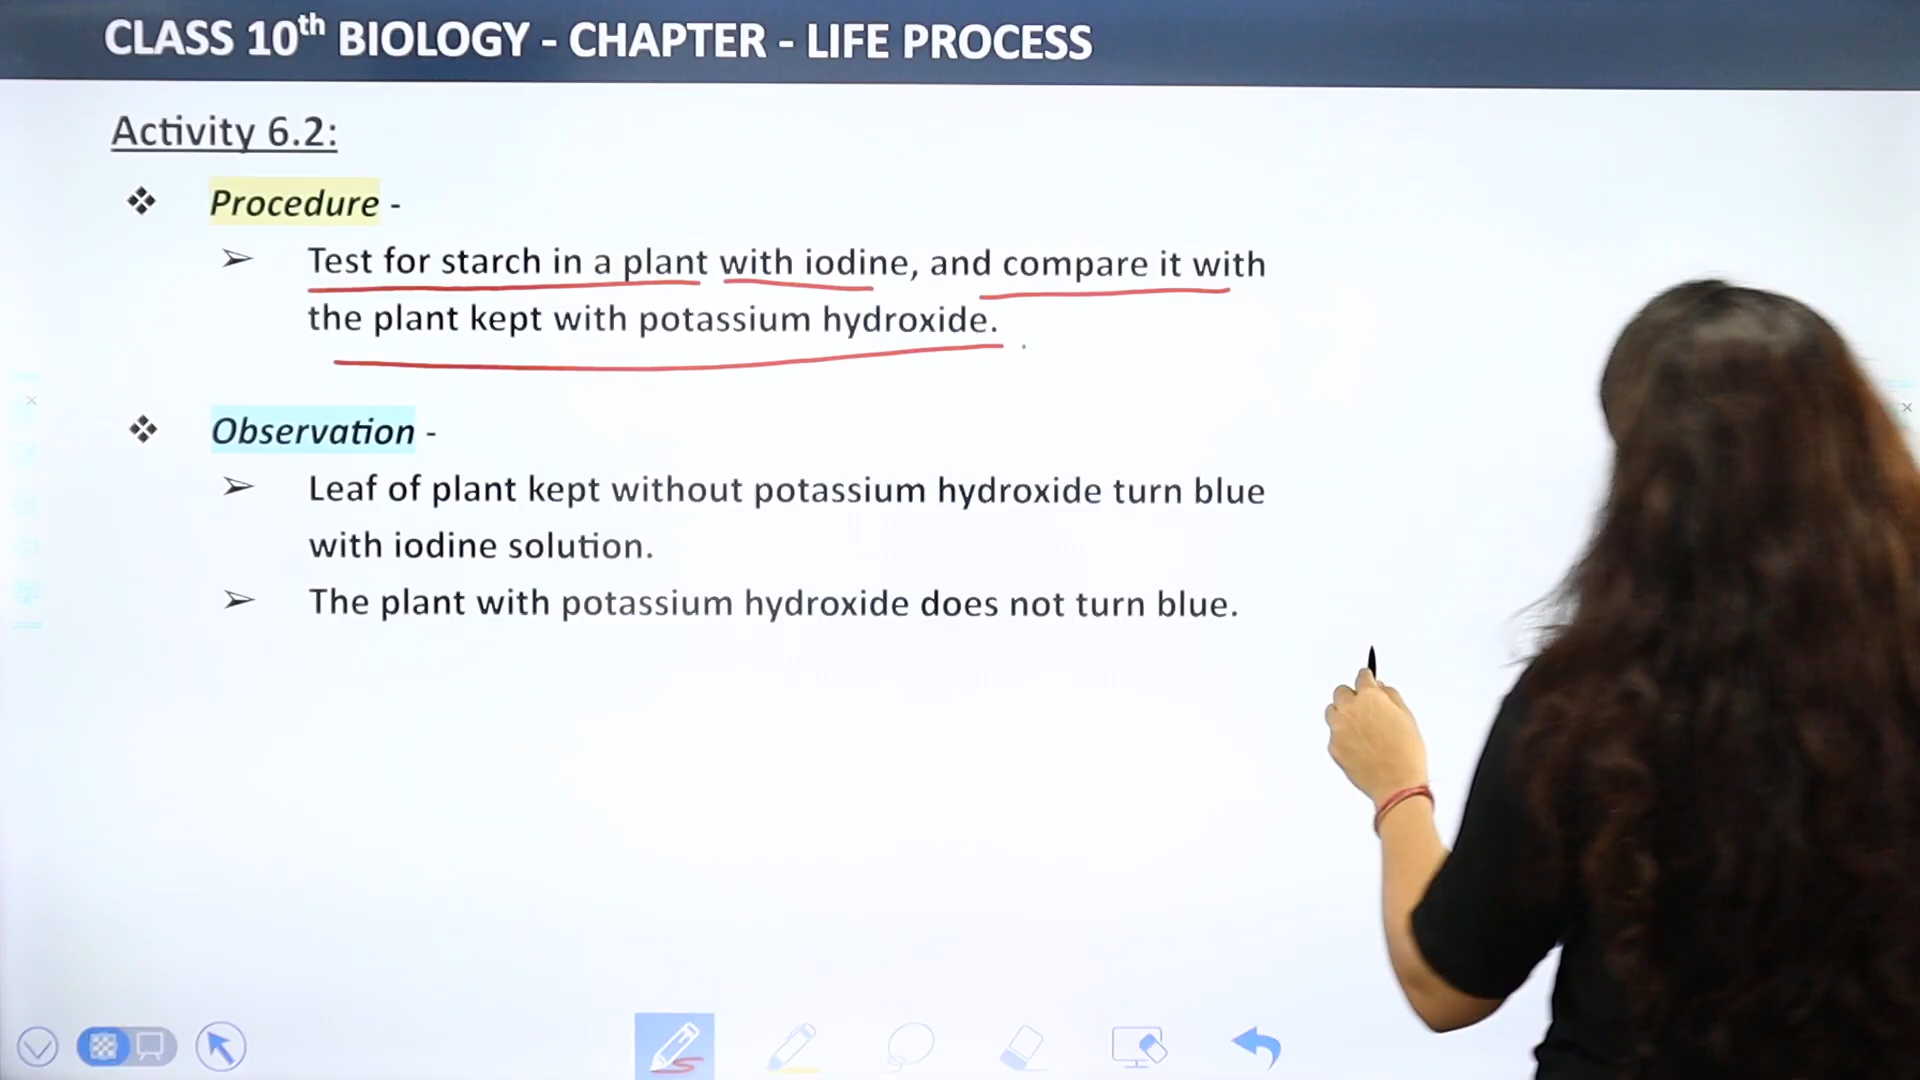 CLASS 10th BIOLOGY - CHAPTER - LIFE PROCESS
Activity 6.2:
❖ Procedure -
➢ Test for starch in a plant with iodine, and compare it with
the plant kept with potassium hydroxide.
❖ Observation -
➢ Leaf of plant kept without potassium hydroxide turn blue
with iodine solution.
➢ The plant with potassium hydroxide does not turn blue.